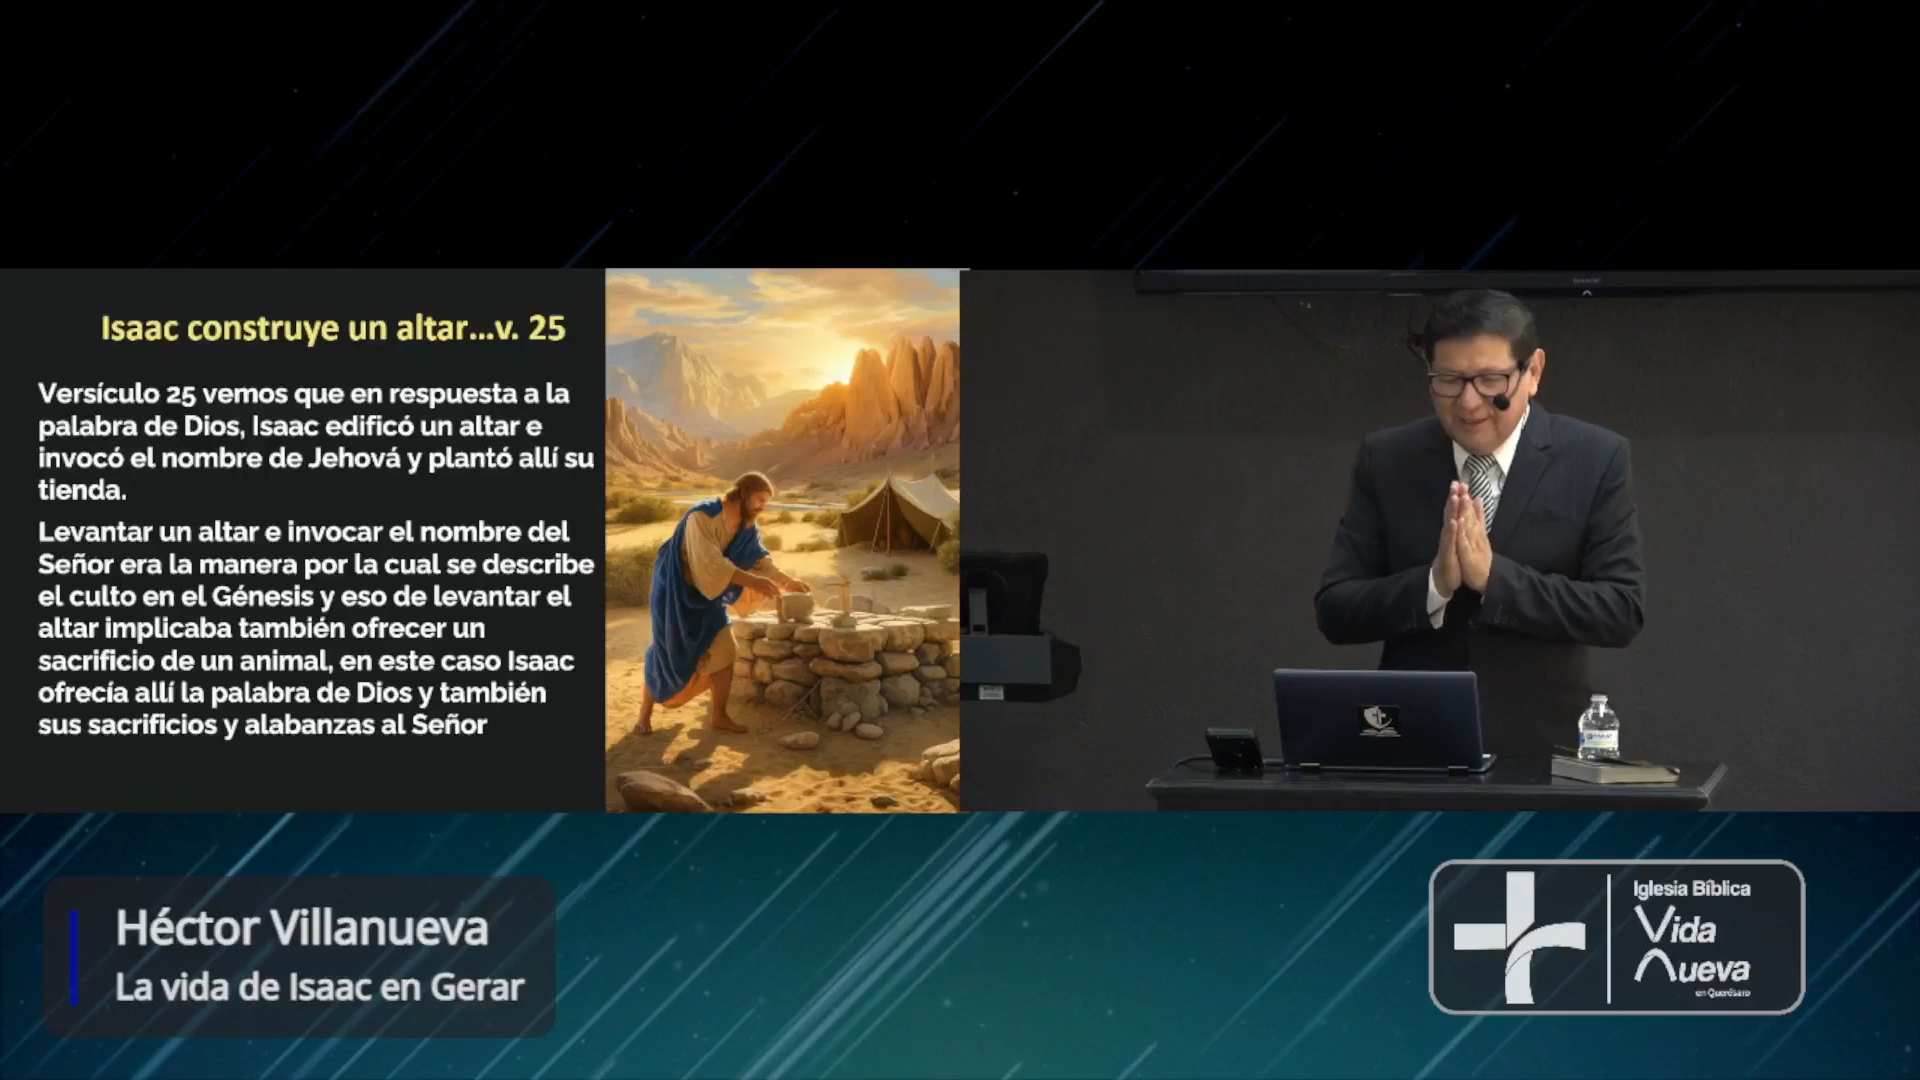 Isaac construye un altar...v. 25
Versículo 25 vemos que en respuesta a la
palabra de Dios, Isaac edificó un altar e
invocó el nombre de Jehová y plantó allí su
tienda.
Levantar un altar e invocar el nombre del
Señor era la manera por la cual se describe
el culto en el Génesis y eso de levantar el
altar implicaba también ofrecer un
sacrificio de un animal, en este caso Isaac
ofrecía allí la palabra de Dios y también
sus sacrificios y alabanzas al Señor
Héctor Villanueva
La vida de Isaac en Gerar
Iglesia Bíblica
Vida
Nueva
en Querétaro